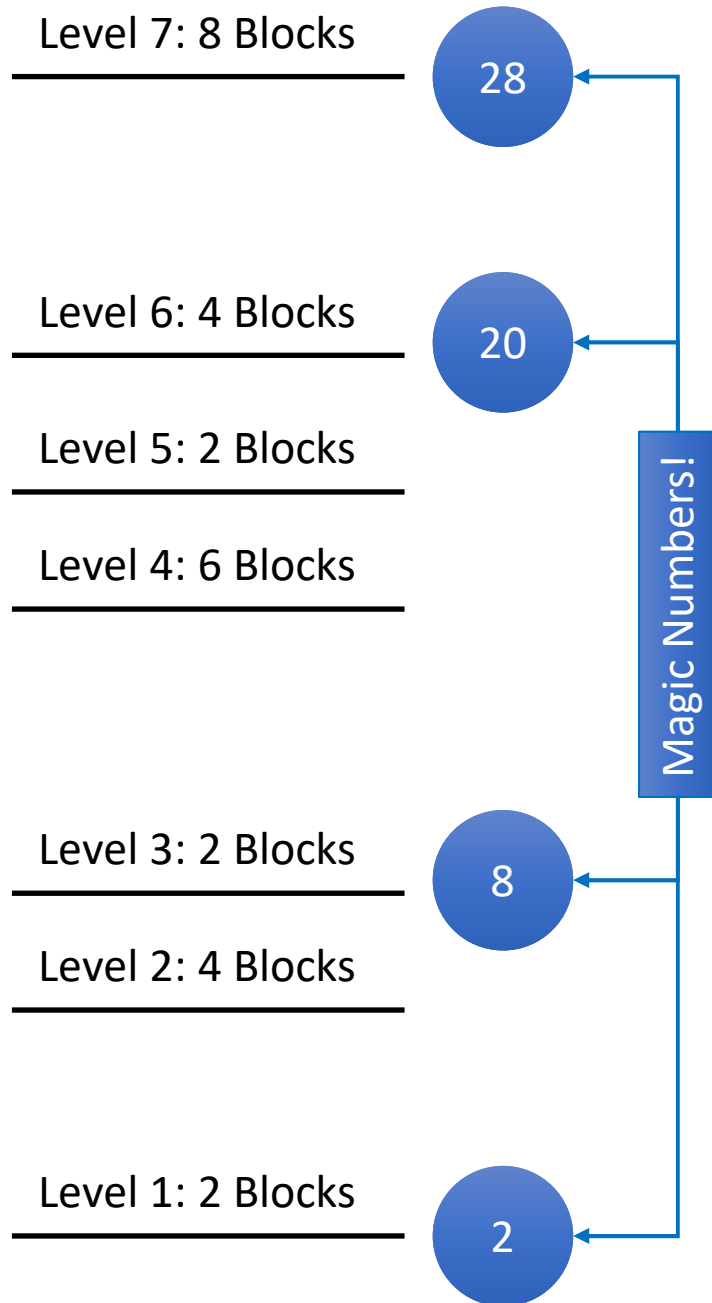 Level 7: 8 Blocks
28
Level 6: 4 Blocks
20
Level 5: 2 Blocks
Level 4: 6 Blocks
Magic Numbers!
Level 3: 2 Blocks
8
Level 2: 4 Blocks
Level 1: 2 Blocks
2